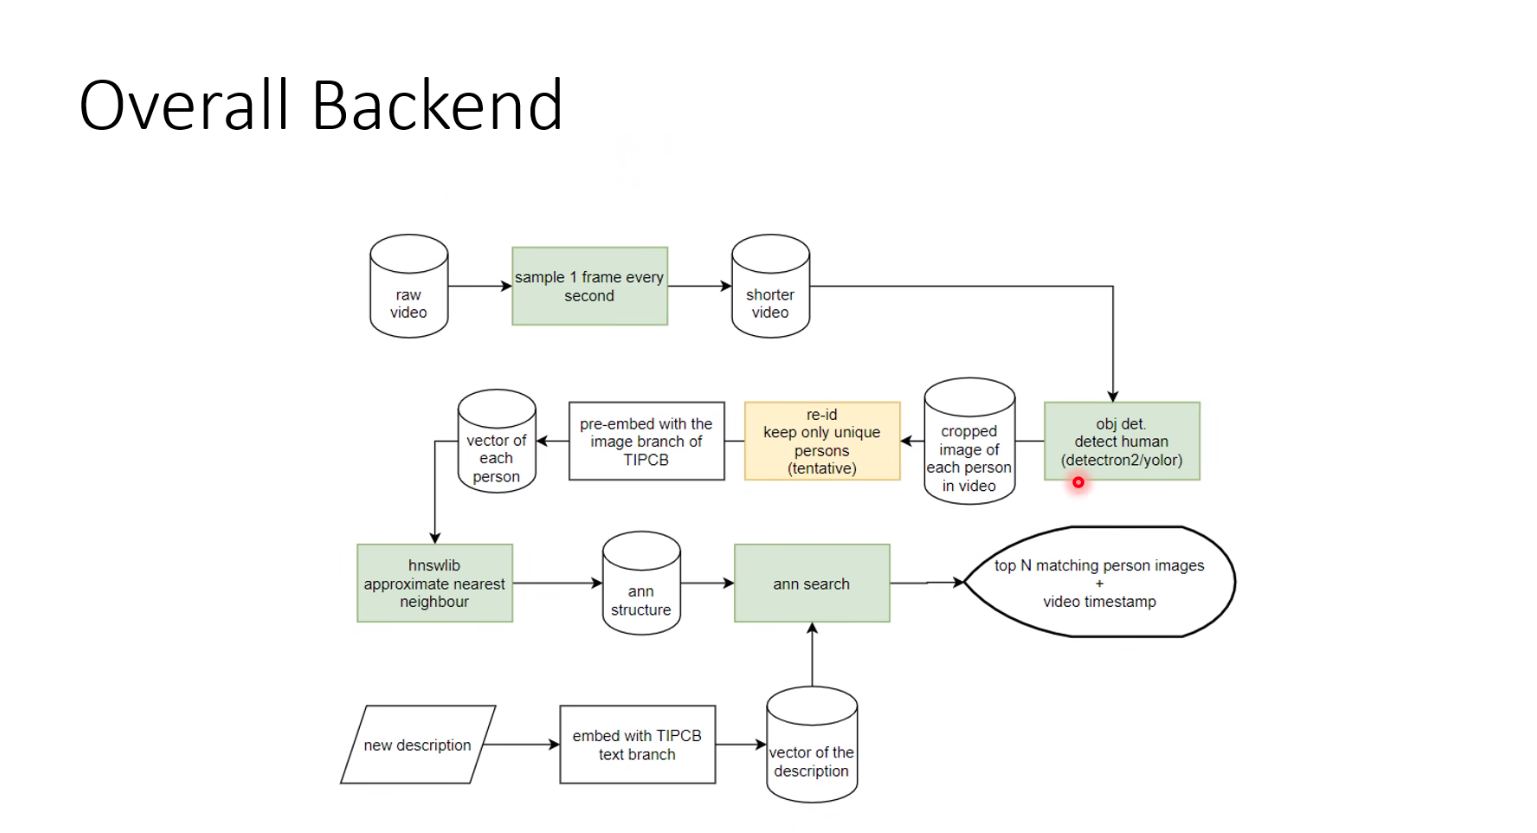 Overall Backend
raw
video
sample 1 frame every
second
shorter
video
obj det.
detect human
(detectron2/yolor)
cropped
image of
each person
in video
re-id
keep only unique
persons
(tentative)
pre-embed with the
image branch of
TIPCB
vector of
each
person
hnswlib
approximate nearest
neighbour
ann
structure
ann search
top N matching person images
+
video timestamp
new description
embed with TIPCB
text branch
vector of the
description